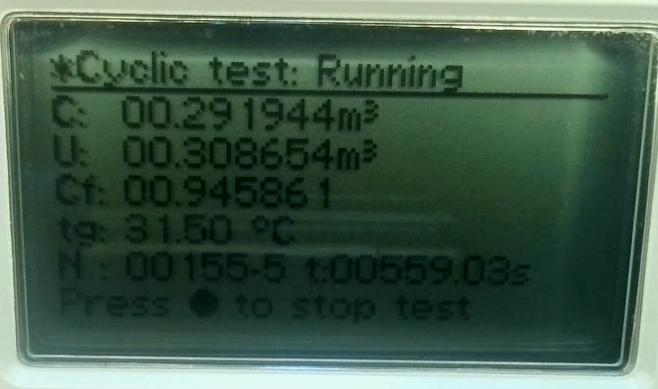 *Cyclic test: Running
C: 00.291944m³
U: 00.308654m³
Cf: 00.945861
tg: 31.50 °C
N : 00155-5 t:00559.03s
Press ● to stop test